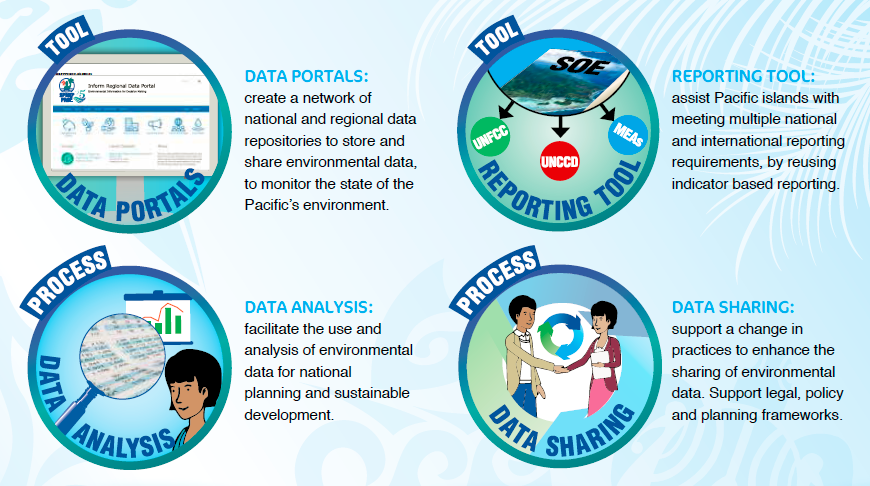 TOOL
Inform Regional Data Portal
DATA PORTALS
DATA PORTALS:
create a network of
national and regional data
repositories to store and
share environmental data,
to monitor the state of the
Pacific's environment.
TOOL
SOE
UNFCC
UNCCD
MEAs
REPORTING TOOL
REPORTING TOOL:
assist Pacific islands with
meeting multiple national
and international reporting
requirements, by reusing
indicator based reporting.
PROCESS
DATA ANALYSIS
DATA ANALYSIS:
facilitate the use and
analysis of environmental
data for national
planning and sustainable
development.
PROCESS
DATA SHARING
DATA SHARING:
support a change in
practices to enhance the
sharing of environmental
data. Support legal, policy
and planning frameworks.